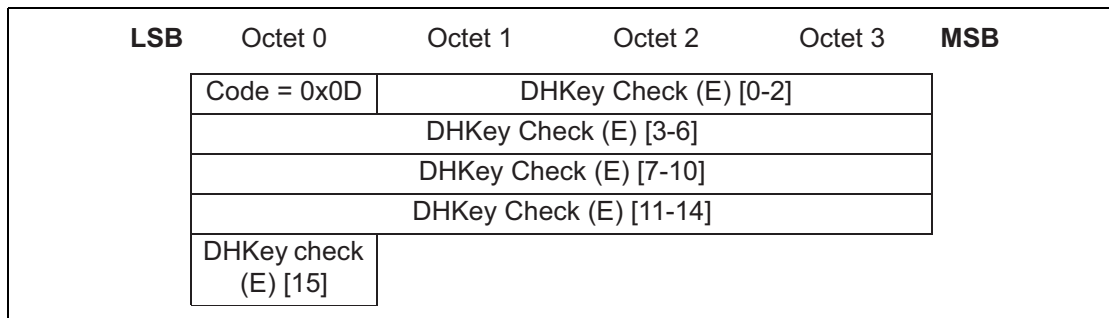 LSB Octet 0 Octet 1 Octet 2 Octet 3 MSB
Code = 0x0D DHKey Check (E) [0-2]
DHKey Check (E) [3-6]
DHKey Check (E) [7-10]
DHKey Check (E) [11-14]
DHKey check
(E) [15]